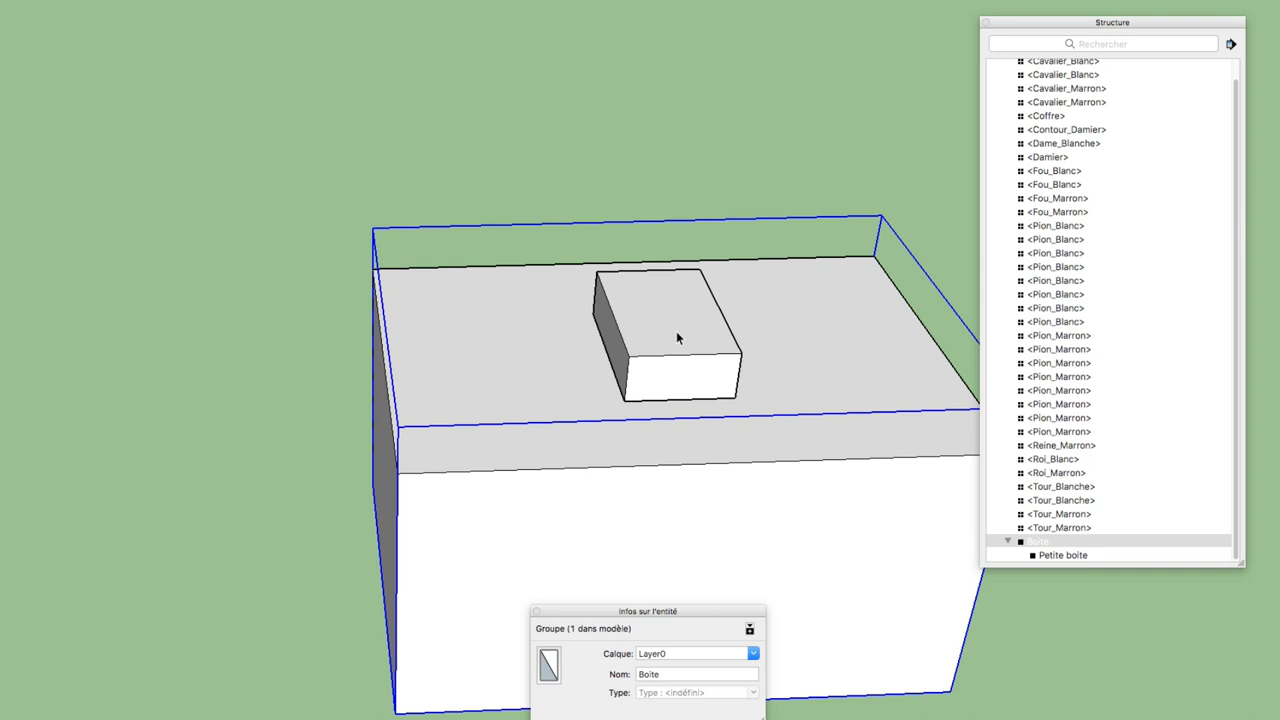 Structure
Rechercher
<Cavalier_Blanc>
<Cavalier_Blanc>
<Cavalier_Marron>
<Cavalier_Marron>
<Coffre>
<Contour_Damier>
<Dame_Blanche>
<Damier>
<Fou_Blanc>
<Fou_Blanc>
<Fou_Marron>
<Fou_Marron>
<Pion_Blanc>
<Pion_Blanc>
<Pion_Blanc>
<Pion_Blanc>
<Pion_Blanc>
<Pion_Blanc>
<Pion_Blanc>
<Pion_Blanc>
<Pion_Marron>
<Pion_Marron>
<Pion_Marron>
<Pion_Marron>
<Pion_Marron>
<Pion_Marron>
<Pion_Marron>
<Pion_Marron>
<Reine_Marron>
<Roi_Blanc>
<Roi_Marron>
<Tour_Blanche>
<Tour_Blanche>
<Tour_Marron>
<Tour_Marron>
Boite
Petite boite
Infos sur l'entité
Groupe (1 dans modèle)
Calque: Layer0
Nom: Boite
Type: Type : <indéfini>